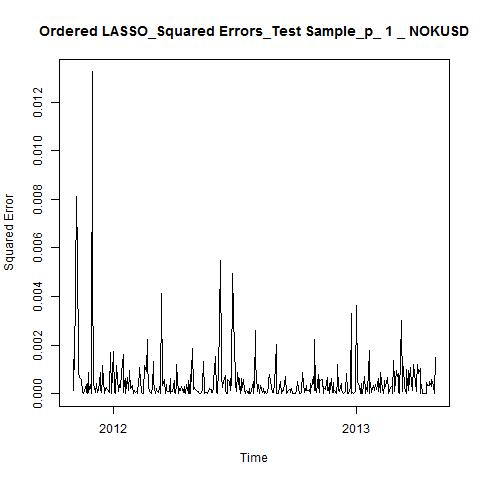 Ordered LASSO_Squared Errors_Test Sample_p_ 1 _ NOKUSD
0.012
0.010
0.008
0.006
0.004
0.002
0.000
Squared Error
2012 2013
Time